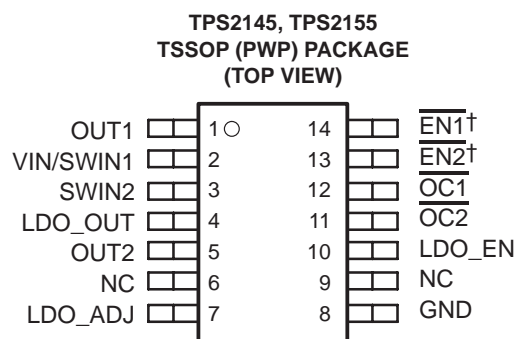 TPS2145, TPS2155
TSSOP (PWP) PACKAGE
(TOP VIEW)
OUT1 1 14 EN1†
VIN/SWIN1 2 13 EN2†
SWIN2 3 12 OC1
LDO_OUT 4 11 OC2
OUT2 5 10 LDO_EN
NC 6 9 NC
LDO_ADJ 7 8 GND